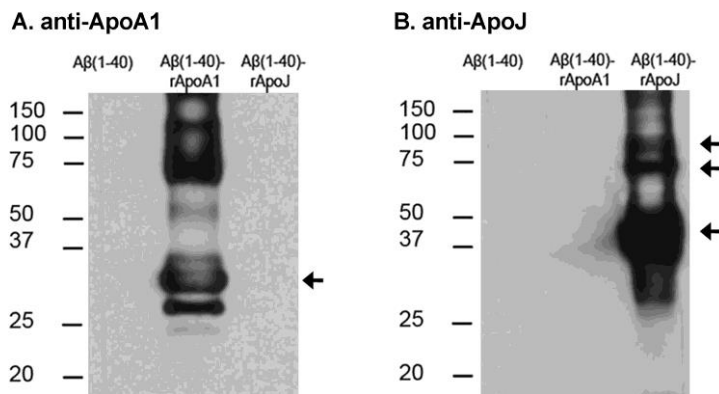 A. anti-ApoA1
Aβ(1-40)
Aβ(1-40)-
rApoA1
Aβ(1-40)-
rApoJ
150
100
75
50
37
25
20
B. anti-ApoJ
Aβ(1-40)
Aβ(1-40)-
rApoA1
Aβ(1-40)-
rApoJ
150
100
75
50
37
25
20